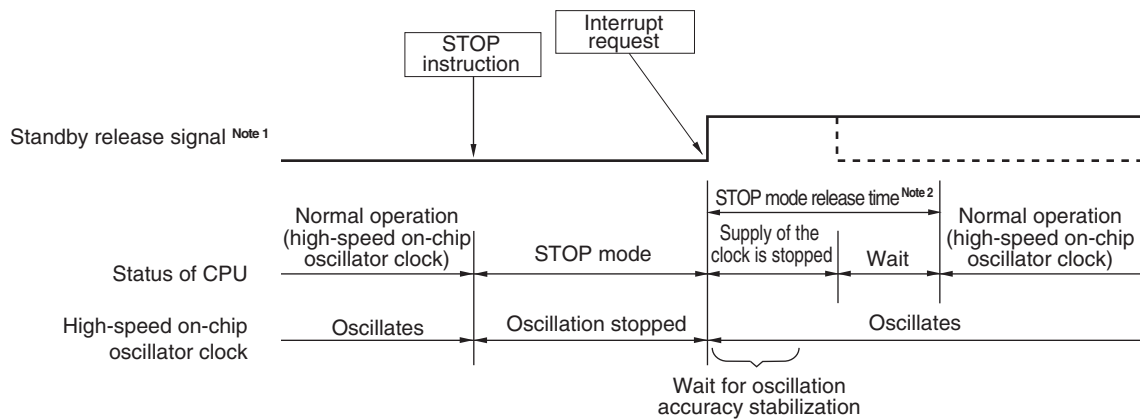 Interrupt
request
STOP
instruction
Standby release signal Note 1
STOP mode release time Note 2
Normal operation
(high-speed on-chip
oscillator clock)
STOP mode
Supply of the
clock is stopped
Wait
Normal operation
(high-speed on-chip
oscillator clock)
Status of CPU
High-speed on-chip
oscillator clock
Oscillates
Oscillation stopped
Oscillates
Wait for oscillation
accuracy stabilization